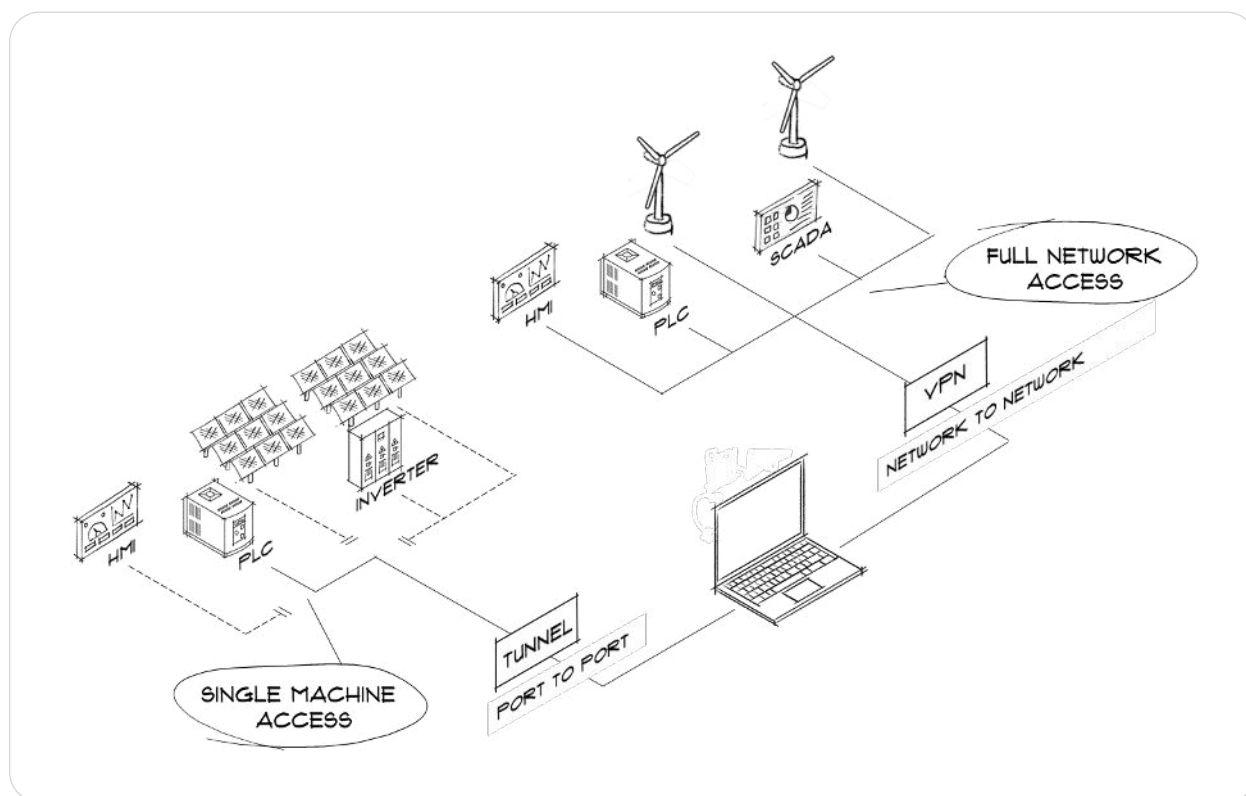 SCADA
FULL NETWORK
ACCESS
HMI
PLC
VPN
NETWORK TO NETWORK
INVERTER
HMI
PLC
TUNNEL
PORT TO PORT
SINGLE MACHINE
ACCESS